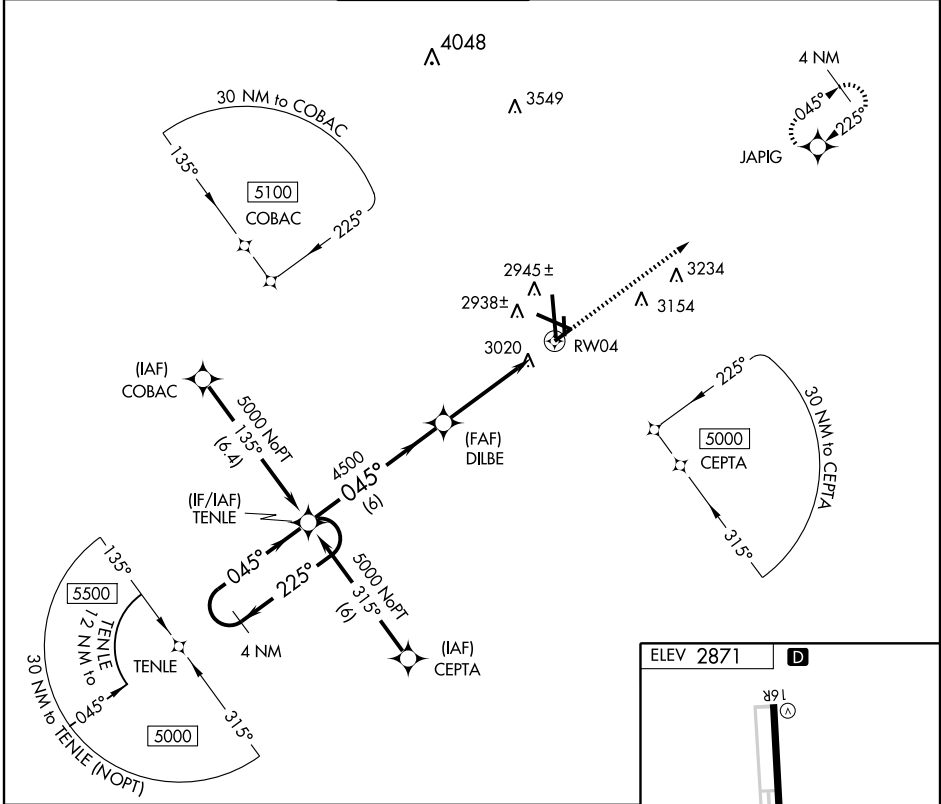 4048
3549
4 NM
045°
225°
JAPIG
30 NM to COBAC
135°
5100
COBAC
225°
2945 ±
2938±
3234
3154
3020
RW04
(IAF)
COBAC
5000 NoPT
135°
(6.4)
(FAF)
DILBE
4500
045°
(6)
(IF/IAF)
TENLE
225°
30 NM to CEPTA
5000
CEPTA
315°
045°
225°
4 NM
5000 NoPT
315°
(6)
(IAF)
CEPTA
135°
5500
TENLE
12 NM to
TENLE
045°
30 NM to TENLE (NOPT)
5000
315°
ELEV 2871
D
16R
V